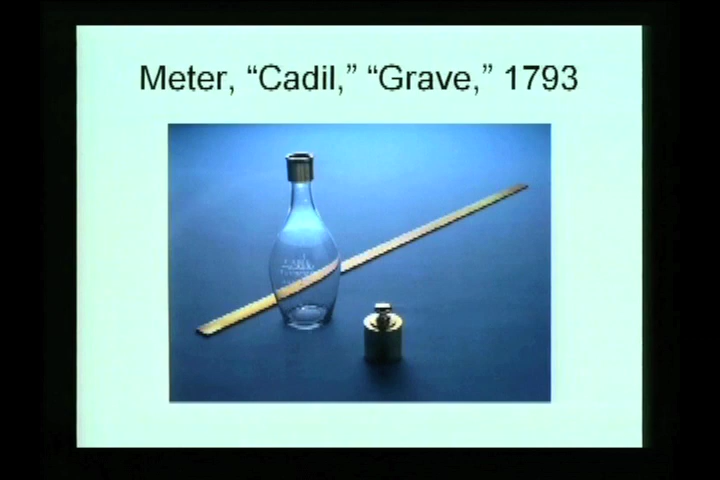 Meter, “Cadil,” “Grave,” 1793